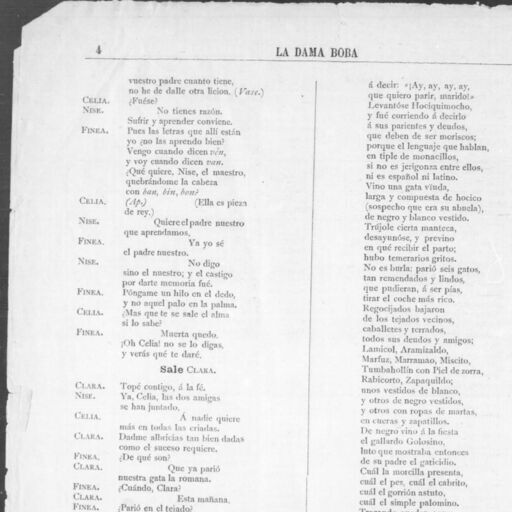 4
LA DAMA BOBA
vuestro padre cuanto tiene,
no he de dalle otra licion. (Vase.)
CELIA. ¿Fuése?
NISE. No tienes razón.
Sufrir y aprender conviene.
FINEA. Pues las letras que allí están
yo ¿no las aprendo bien?
Vengo cuando dicen vén,
y voy cuando dicen van.
¿Qué quiere, Nise, el maestro,
quebrándome la cabeza
con ban, bin, bon?
CELIA. (Ap.) (Ella es pieza
de rey.)
NISE. Quiere el padre nuestro
que aprendamos.
FINEA. Ya yo sé
el padre nuestro.
NISE. No digo
sino el nuestro; y el castigo
por darte memoria fué.
FINEA. Póngame un hilo en el dedo,
y no aquel palo en la palma.
CELIA. ¿Mas que te se sale el alma
si lo sabe?
FINEA. Muerta quedo.
¡Oh Celia! no se lo digas,
y verás qué te daré.
Sale CLARA.
CLARA. Topé contigo, á la fé.
NISE. Ya, Celia, las dos amigas
se han juntado.
CELIA. Á nadie quiere
más en todas las criadas.
CLARA. Dadme albricias tan bien dadas
como el suceso requiere.
FINEA. ¿De qué son?
CLARA. Que ya parió
nuestra gata la romana.
FINEA. ¿Cuándo, Clara?
CLARA. Esta mañana.
FINEA. ¿Parió en el tejado?
á decir: «¡Ay, ay, ay, ay,
que quiero parir, marido!»
Levantóse Hociquimocho,
y fué corriendo á decirlo
á sus parientes y deudos,
que deben de ser moriscos;
porque el lenguaje que hablan,
en tiple de monacillos,
si no es jerigonza entre ellos,
ni es español ni latino.
Vino una gata viuda,
larga y compuesta de hocico
(sospecho que era su abuela),
de negro y blanco vestido.
Trújole cierta manteca,
desayunóse, y previno
en qué recibir el parto;
hubo temerarios gritos.
No es burla: parió seis gatos,
tan remendados y lindos,
que pudieran, á ser pías,
tirar el coche más rico.
Regocijados bajaron
de los tejados vecinos,
caballetes y terrados,
todos sus deudos y amigos;
Lamicol, Aramizaldo,
Marfuz, Marramao, Miscito,
Tumbahollín con Piel de zorra,
Rabicorto, Zapaquildo;
unos vestidos de blanco,
y otros de negro vestidos,
y otros con ropas de martas,
en cueras y zapatillos.
De negro vino á la fiesta
el gallardo Golosino,
luto que mostraba entonces
de su padre el garicidio.
Cuál la morcilla presenta,
cuál el pez, cuál el cabrito,
cuál el gorrión astuto,
cuál el simple palomino.